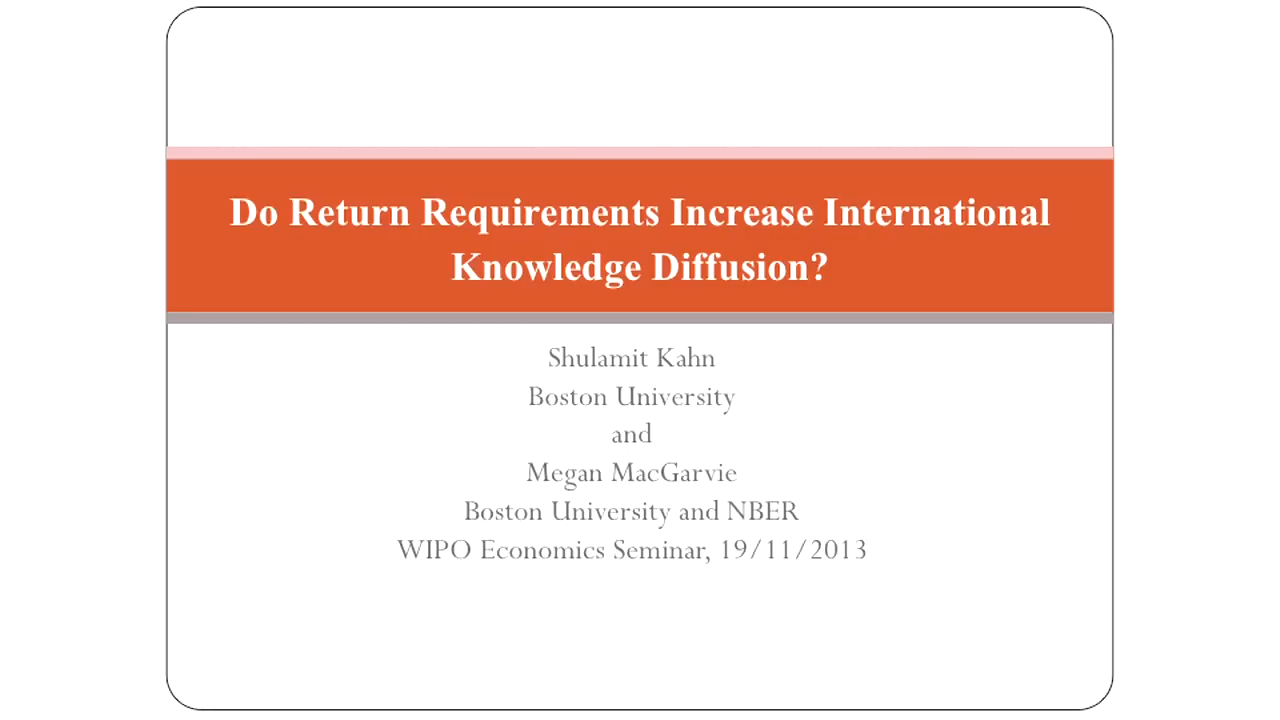 Do Return Requirements Increase International
Knowledge Diffusion?
Shulamit Kahn
Boston University
and
Megan MacGarvie
Boston University and NBER
WIPO Economics Seminar, 19/11/2013